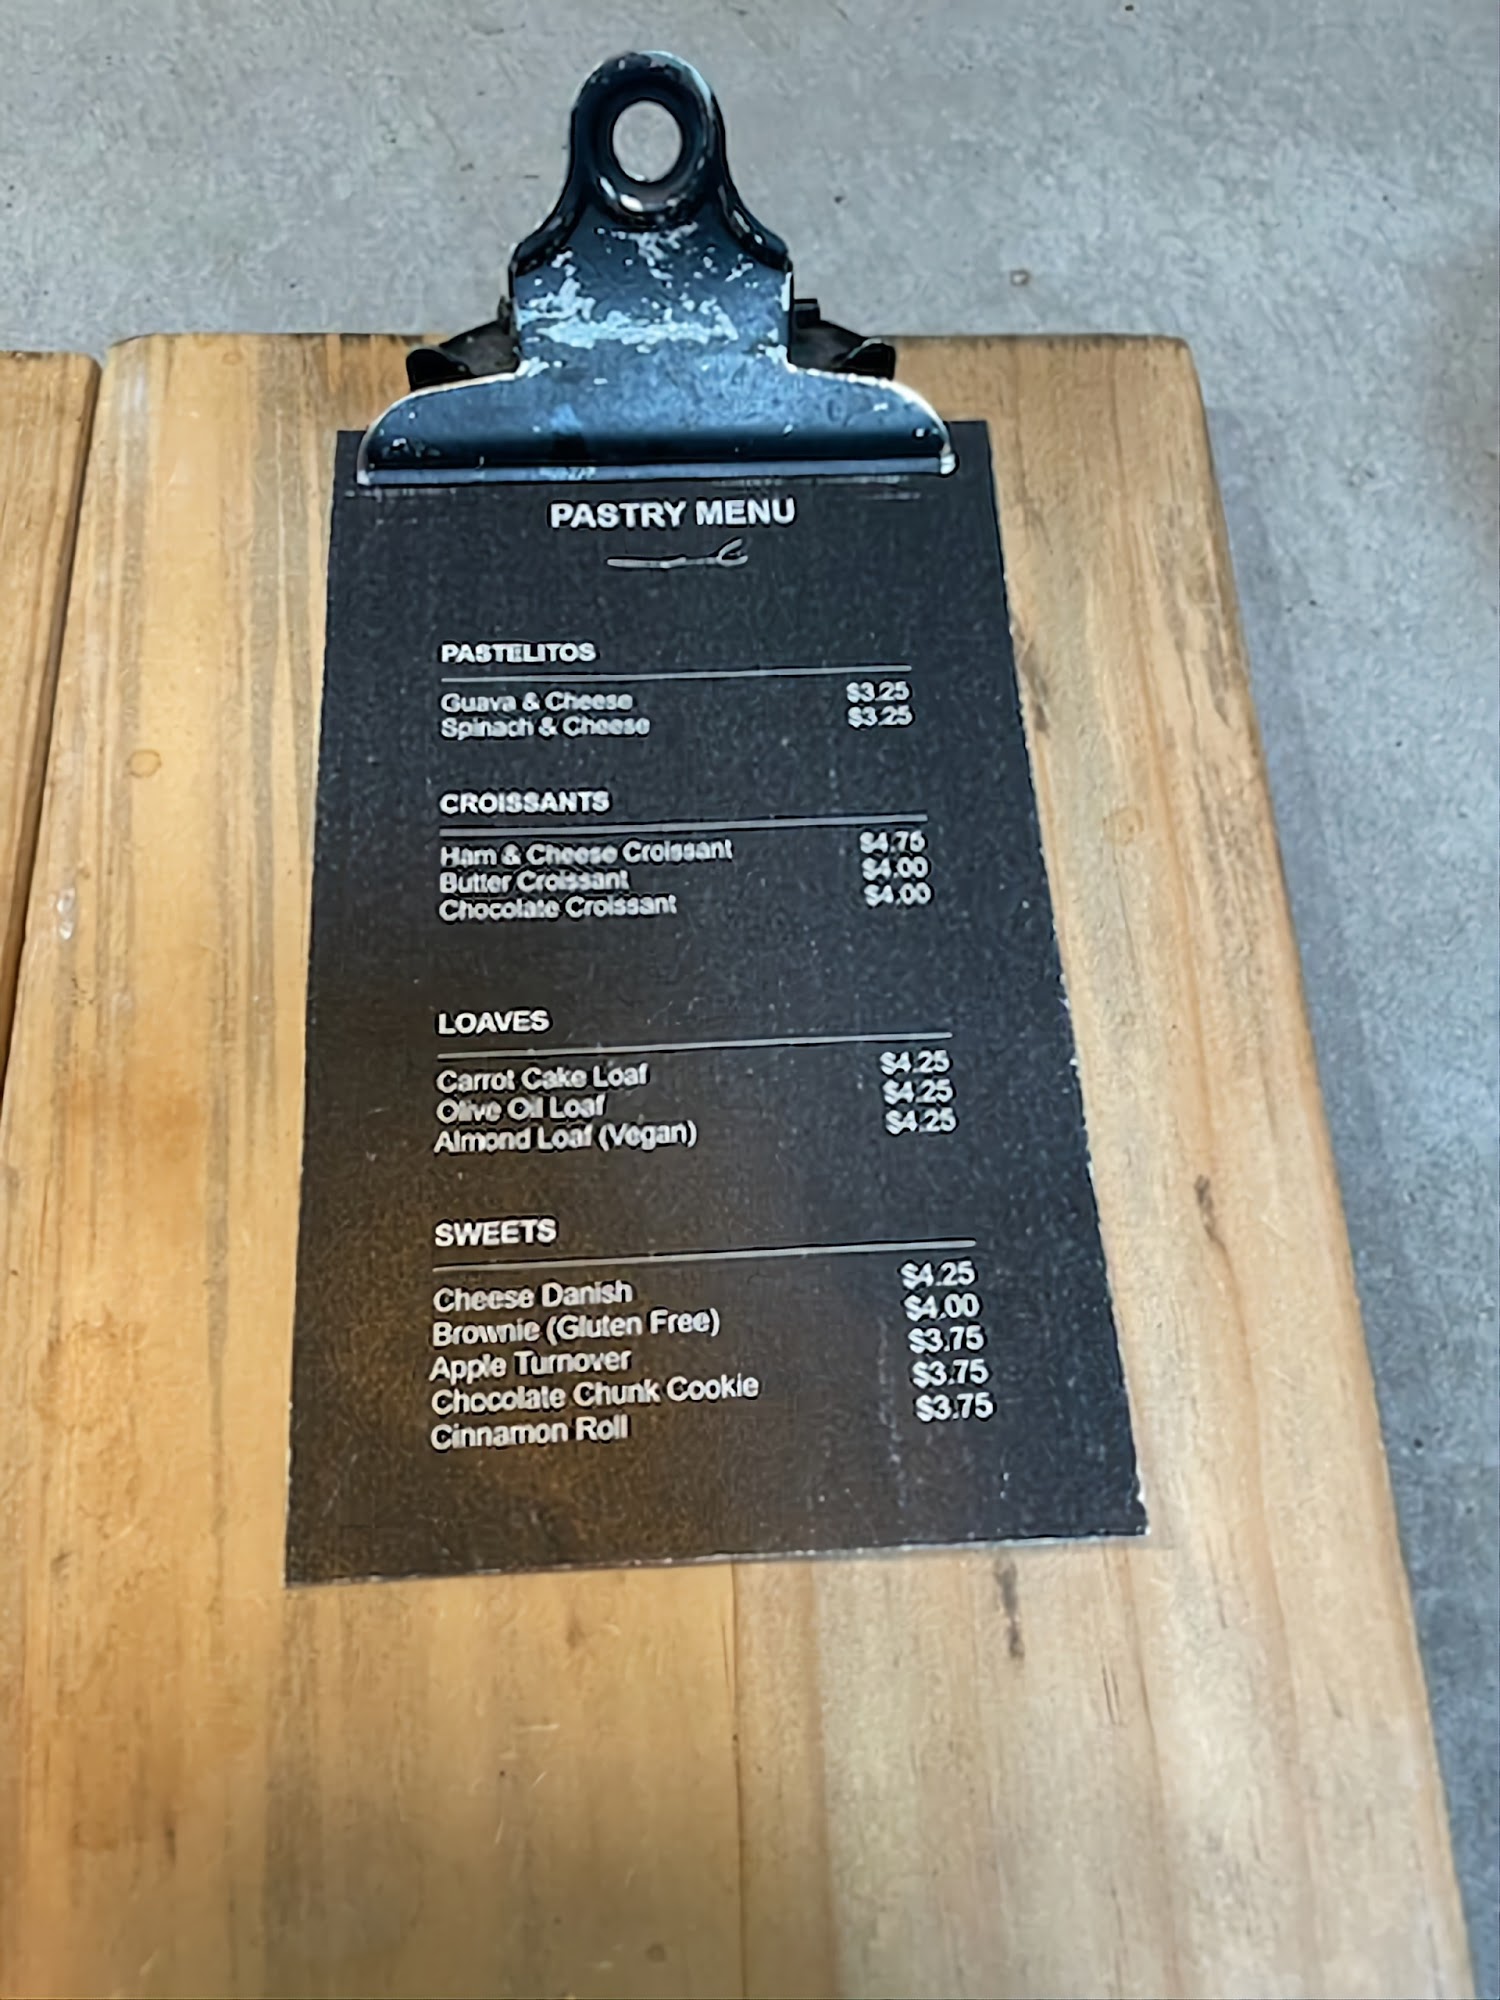 PASTRY MENU
PASTELITOS
Guava & Cheese $3.25
Spinach & Cheese $3.25
CROISSANTS
Ham & Cheese Croissant $4.75
Butter Croissant $4.00
Chocolate Croissant $4.00
LOAVES
Carrot Cake Loaf $4.25
Olive Oil Loaf $4.25
Almond Loaf (Vegan) $4.25
SWEETS
Cheese Danish $4.25
Brownie (Gluten Free) $4.00
Apple Turnover $3.75
Chocolate Chunk Cookie $3.75
Cinnamon Roll $3.75